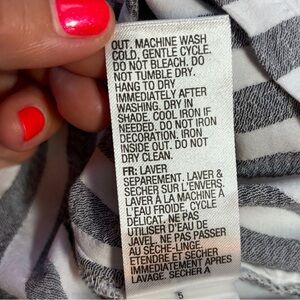 OUT. MACHINE WASH
COLD, GENTLE CYCLE.
DO NOT BLEACH. DO
NOT TUMBLE DRY.
HANG TO DRY
IMMEDIATELY AFTER
WASHING. DRY IN
SHADE. COOL IRON IF
NEEDED. DO NOT IRON
DECORATION. IRON
INSIDE OUT. DO NOT
DRY CLEAN.
FR: LAVER
SEPAREMENT. LAVER &
SECHER SUR L'ENVERS.
LAVER À LA MACHINE À
L'EAU FROIDE. CYCLE
DÉLICAT. NE PAS
UTILISER D'EAU DE
JAVEL. NE PAS PASSER
AU SÈCHE-LINGE.
ETENDRE ET SECHER
IMMEDIATEMENT APRES
LAVAGE. SECHER A
5